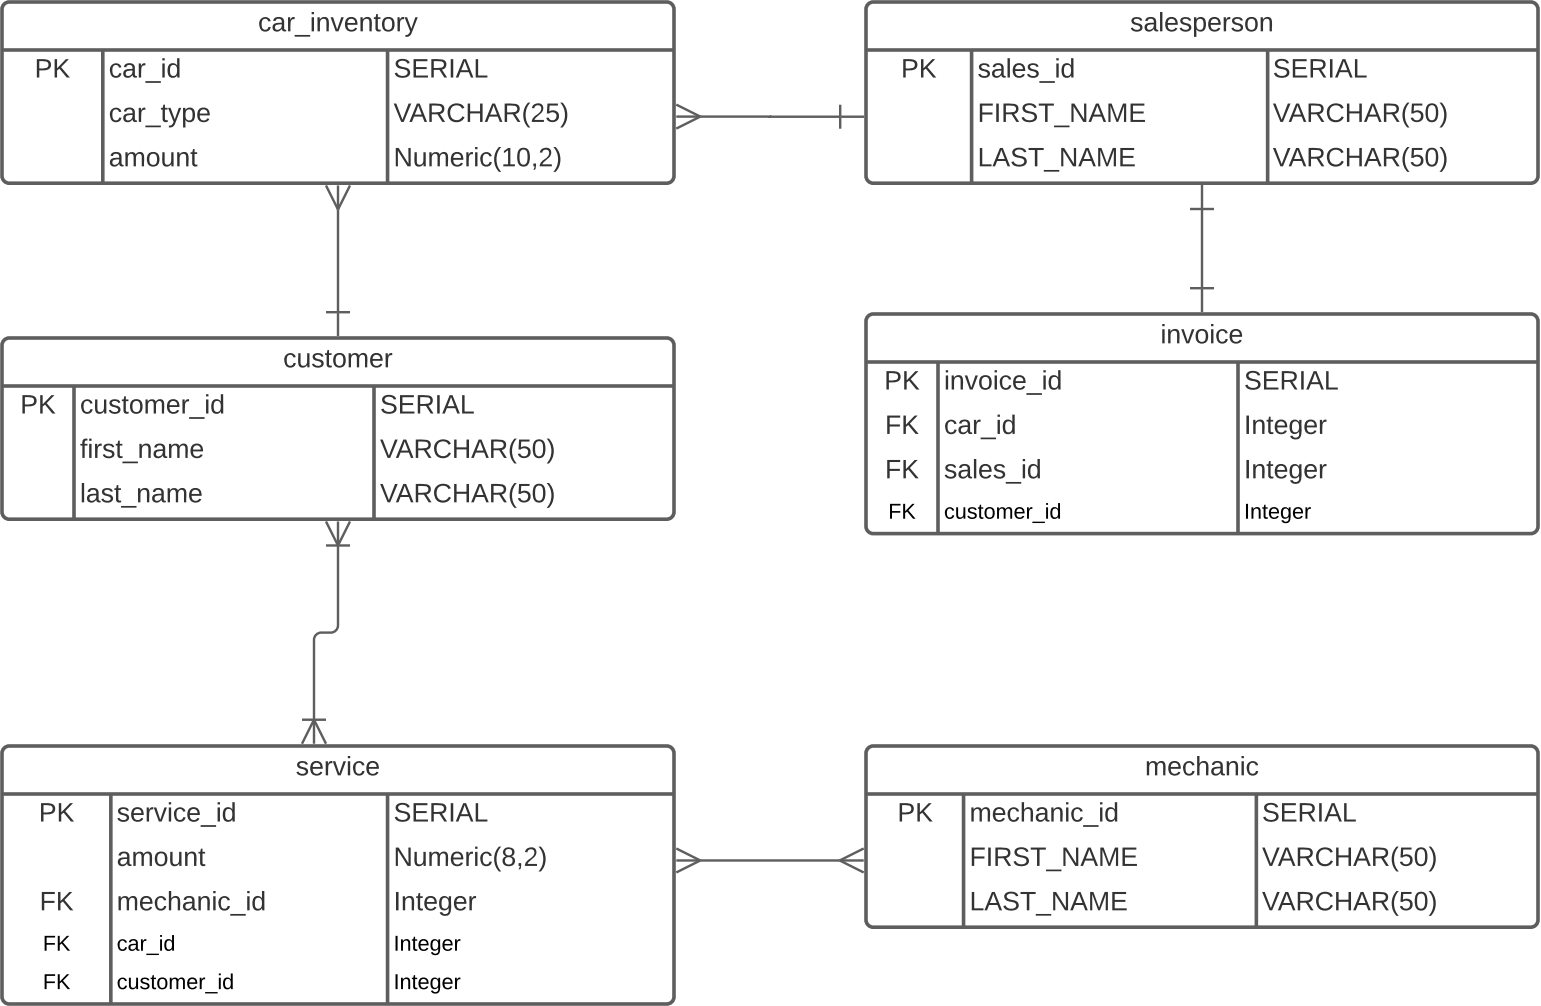 car_inventory
PK car_id SERIAL
car_type VARCHAR(25)
amount Numeric(10,2)
salesperson
PK sales_id SERIAL
FIRST_NAME VARCHAR(50)
LAST_NAME VARCHAR(50)
customer
PK customer_id SERIAL
first_name VARCHAR(50)
last_name VARCHAR(50)
invoice
PK invoice_id SERIAL
FK car_id Integer
FK sales_id Integer
FK customer_id Integer
service
PK service_id SERIAL
amount Numeric(8,2)
FK mechanic_id Integer
FK car_id Integer
FK customer_id Integer
mechanic
PK mechanic_id SERIAL
FIRST_NAME VARCHAR(50)
LAST_NAME VARCHAR(50)